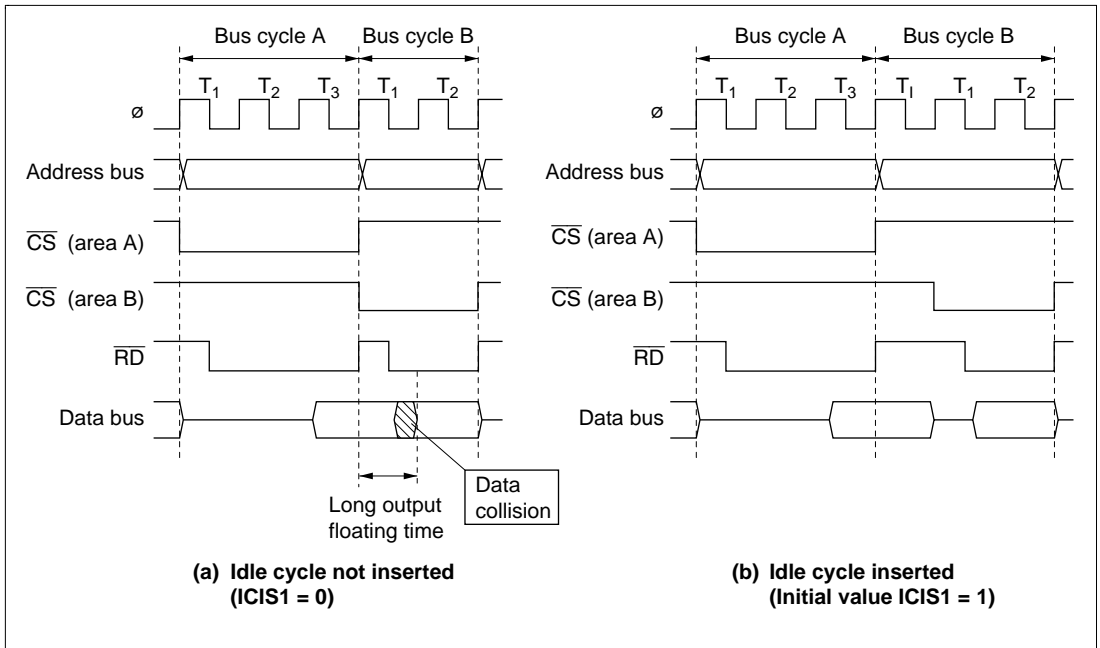 Bus cycle A Bus cycle B
T1 T2 T3 T1 T2
ø
Address bus
CS (area A)
CS (area B)
RD
Data bus
Long output
floating time
Data
collision
(a) Idle cycle not inserted
(ICIS1 = 0)
Bus cycle A Bus cycle B
T1 T2 T3 TI T1 T2
ø
Address bus
CS (area A)
CS (area B)
RD
Data bus
(b) Idle cycle inserted
(Initial value ICIS1 = 1)